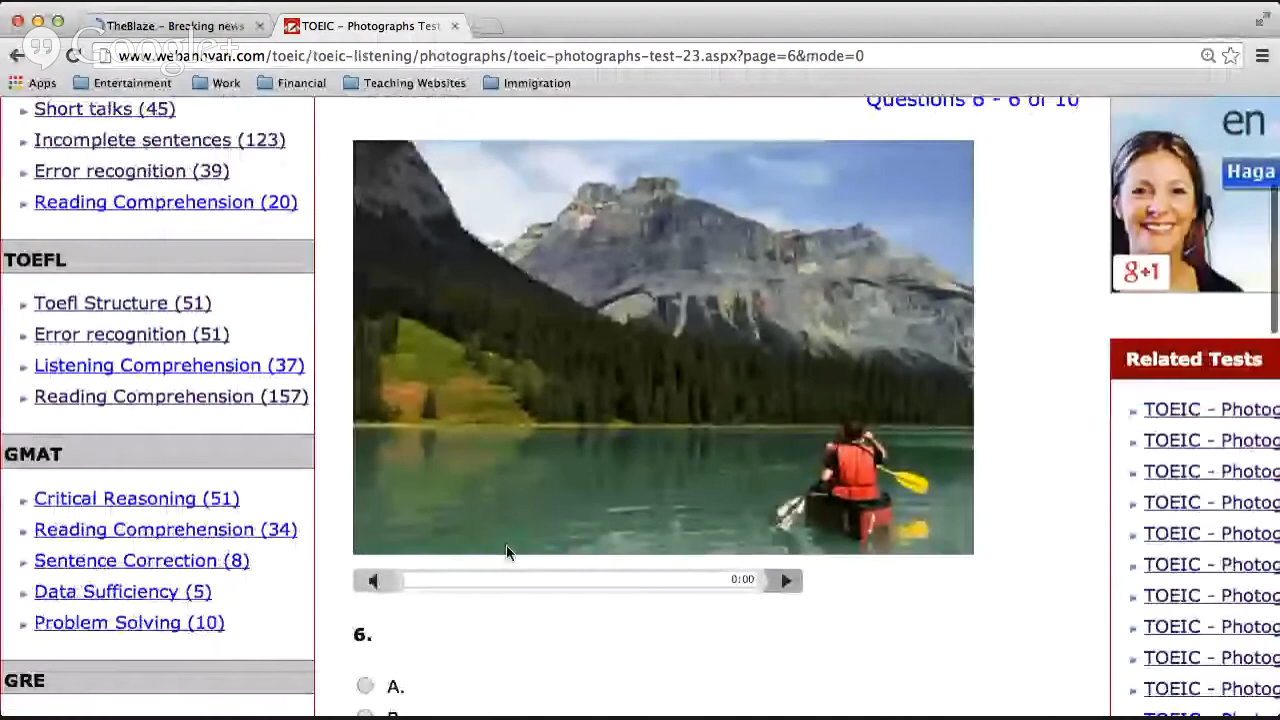 TheBlaze - Breaking news
TOEIC - Photographs Test
Google+
www.webanhvan.com/toeic/toeic-listening/photographs/toeic-photographs-test-23.aspx?page=6&mode=0
Apps Entertainment Work Financial Teaching Websites Immigration
Short talks (45)
Incomplete sentences (123)
Error recognition (39)
Reading Comprehension (20)
TOEFL
Toefl Structure (51)
Error recognition (51)
Listening Comprehension (37)
Reading Comprehension (157)
GMAT
Critical Reasoning (51)
Reading Comprehension (34)
Sentence Correction (8)
Data Sufficiency (5)
Problem Solving (10)
GRE
Questions 6 - 6 of 10
0:00
6.
A.
en
Haga
g+1
Related Tests
TOEIC - Photog
TOEIC - Photog
TOEIC - Photog
TOEIC - Photog
TOEIC - Photog
TOEIC - Photog
TOEIC - Photog
TOEIC - Photog
TOEIC - Photog
TOEIC - Photog